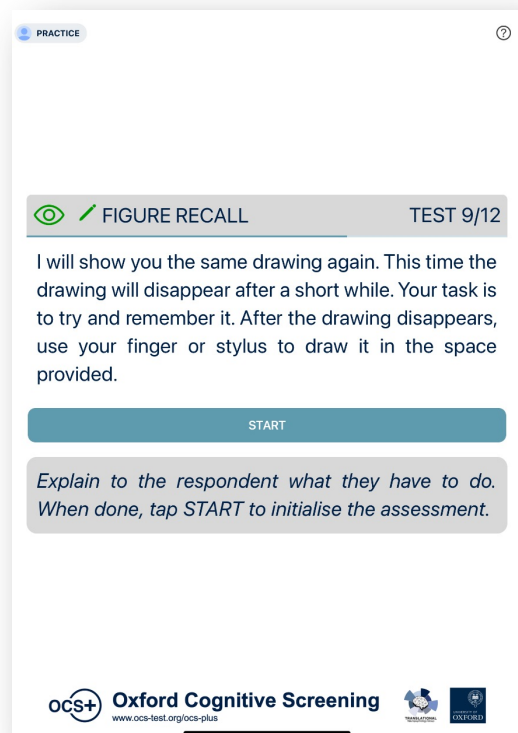 PRACTICE
?
FIGURE RECALL TEST 9/12
I will show you the same drawing again. This time the
drawing will disappear after a short while. Your task is
to try and remember it. After the drawing disappears,
use your finger or stylus to draw it in the space
provided.
START
Explain to the respondent what they have to do.
When done, tap START to initialise the assessment.
ocs+ Oxford Cognitive Screening
www.ocs-test.org/ocs-plus
TRANSLATIONAL
UNIVERSITY OF
OXFORD